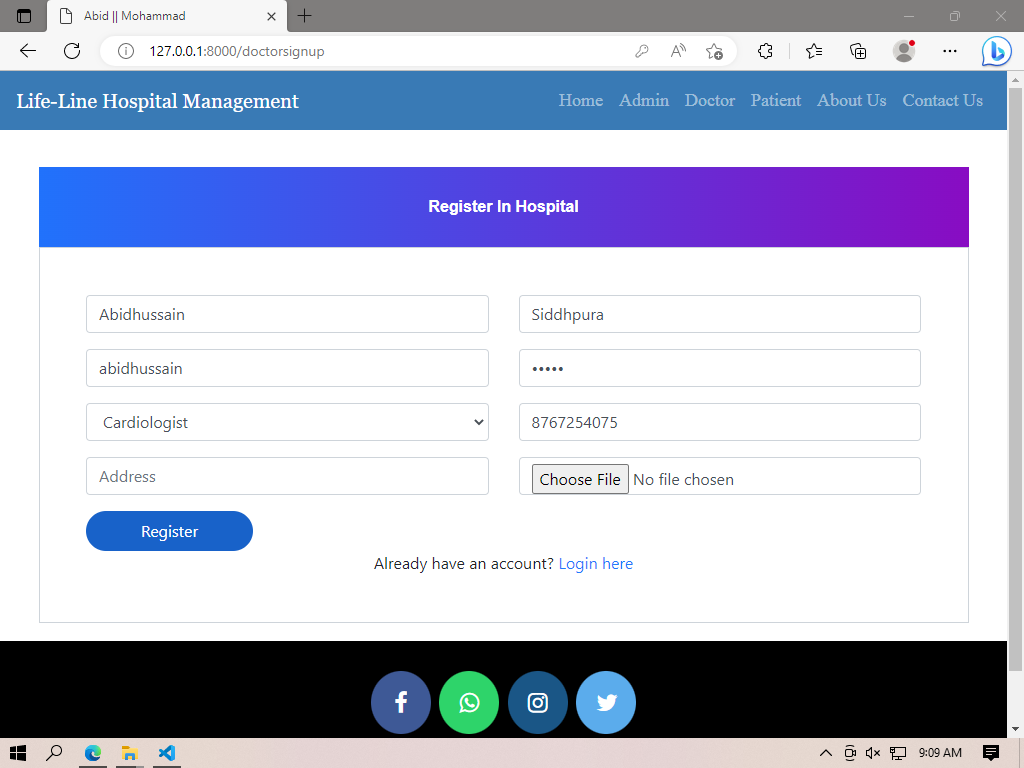 Abid || Mohammad
127.0.0.1:8000/doctorsignup
Life-Line Hospital Management
Home Admin Doctor Patient About Us Contact Us
Register In Hospital
Abidhussain Siddhpura
abidhussain •••••
Cardiologist 8767254075
Address Choose File No file chosen
Register
Already have an account? Login here
9:09 AM